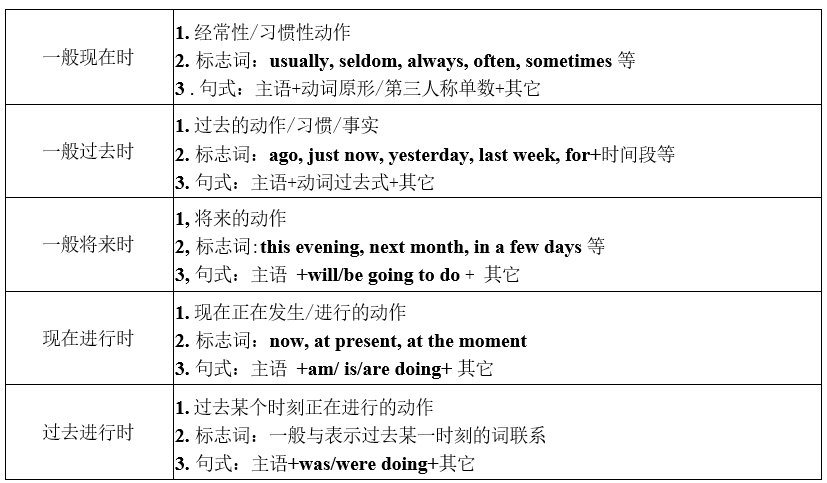 一般现在时
1. 经常性/习惯性动作
2. 标志词：usually, seldom, always, often, sometimes 等
3 . 句式：主语+动词原形/第三人称单数+其它
一般过去时
1. 过去的动作/习惯/事实
2. 标志词：ago, just now, yesterday, last week, for+时间段等
3. 句式：主语+动词过去式+其它
一般将来时
1, 将来的动作
2, 标志词:this evening, next month, in a few days 等
3, 句式：主语 +will/be going to do + 其它
现在进行时
1. 现在正在发生/进行的动作
2. 标志词：now, at present, at the moment
3. 句式：主语 +am/ is/are doing+ 其它
过去进行时
1. 过去某个时刻正在进行的动作
2. 标志词：一般与表示过去某一时刻的词联系
3. 句式：主语+was/were doing+其它